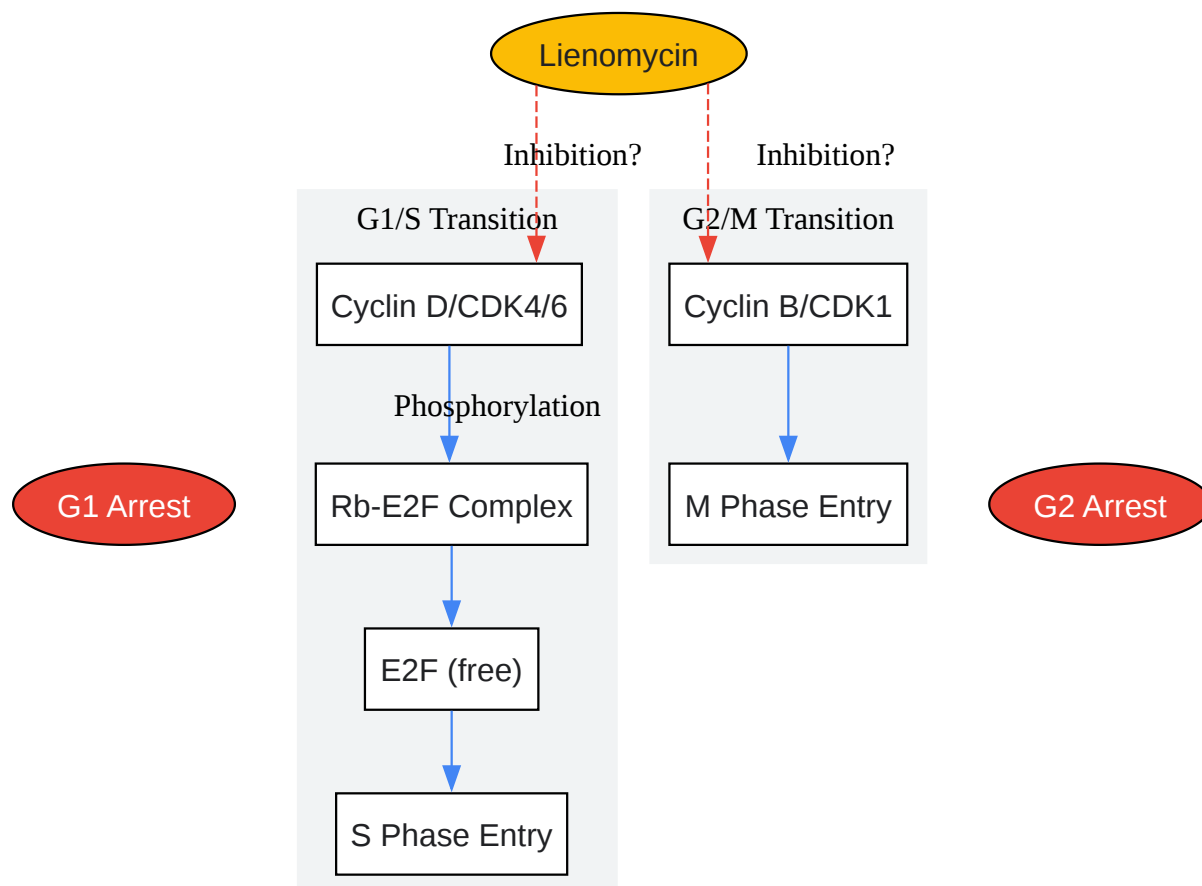 Lienomycin
Inhibition?
Inhibition?
G1/S Transition
G2/M Transition
Cyclin D/CDK4/6
Cyclin B/CDK1
Phosphorylation
G1 Arrest
Rb-E2F Complex
M Phase Entry
G2 Arrest
E2F (free)
S Phase Entry